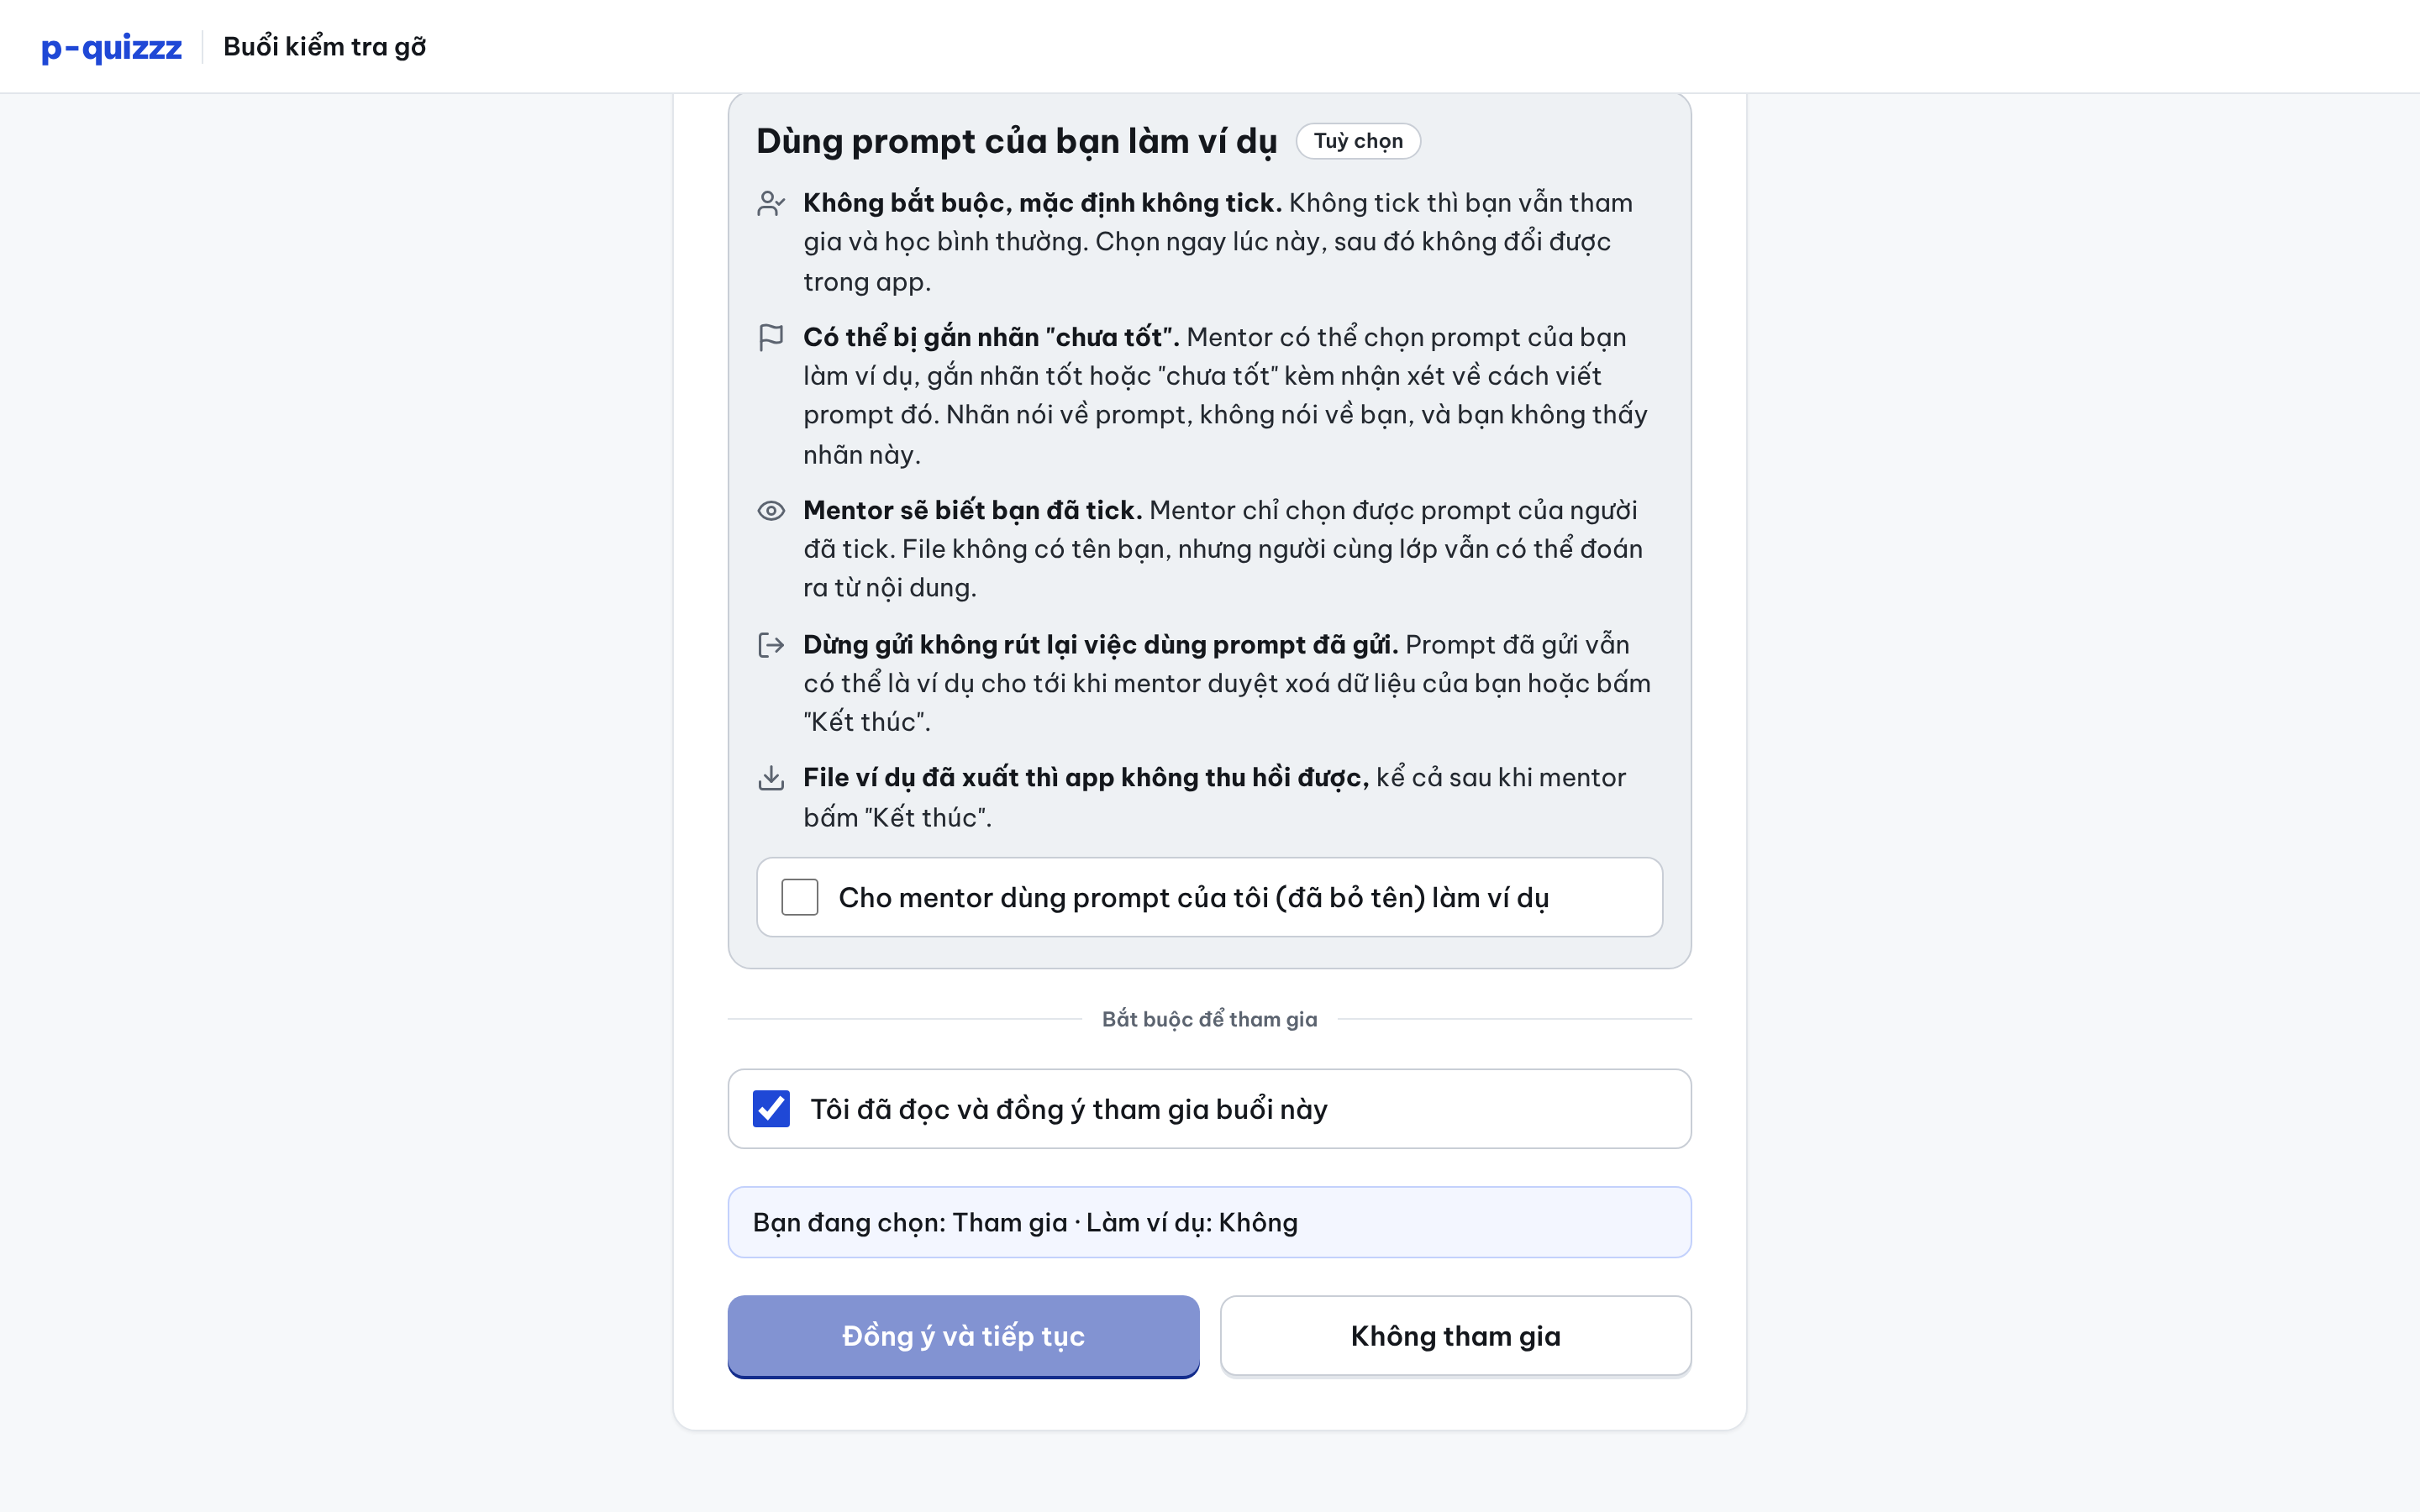 p-quizzz
Buổi kiểm tra gỡ
Dùng prompt của bạn làm ví dụ
Tuỳ chọn
Không bắt buộc, mặc định không tick. Không tick thì bạn vẫn tham
gia và học bình thường. Chọn ngay lúc này, sau đó không đổi được
trong app.
Có thể bị gắn nhãn "chưa tốt". Mentor có thể chọn prompt của bạn
làm ví dụ, gắn nhãn tốt hoặc "chưa tốt" kèm nhận xét về cách viết
prompt đó. Nhãn nói về prompt, không nói về bạn, và bạn không thấy
nhãn này.
Mentor sẽ biết bạn đã tick. Mentor chỉ chọn được prompt của người
đã tick. File không có tên bạn, nhưng người cùng lớp vẫn có thể đoán
ra từ nội dung.
Dừng gửi không rút lại việc dùng prompt đã gửi. Prompt đã gửi vẫn
có thể là ví dụ cho tới khi mentor duyệt xoá dữ liệu của bạn hoặc bấm
"Kết thúc".
File ví dụ đã xuất thì app không thu hồi được, kể cả sau khi mentor
bấm "Kết thúc".
Cho mentor dùng prompt của tôi (đã bỏ tên) làm ví dụ
Bắt buộc để tham gia
Tôi đã đọc và đồng ý tham gia buổi này
Bạn đang chọn: Tham gia · Làm ví dụ: Không
Đồng ý và tiếp tục
Không tham gia